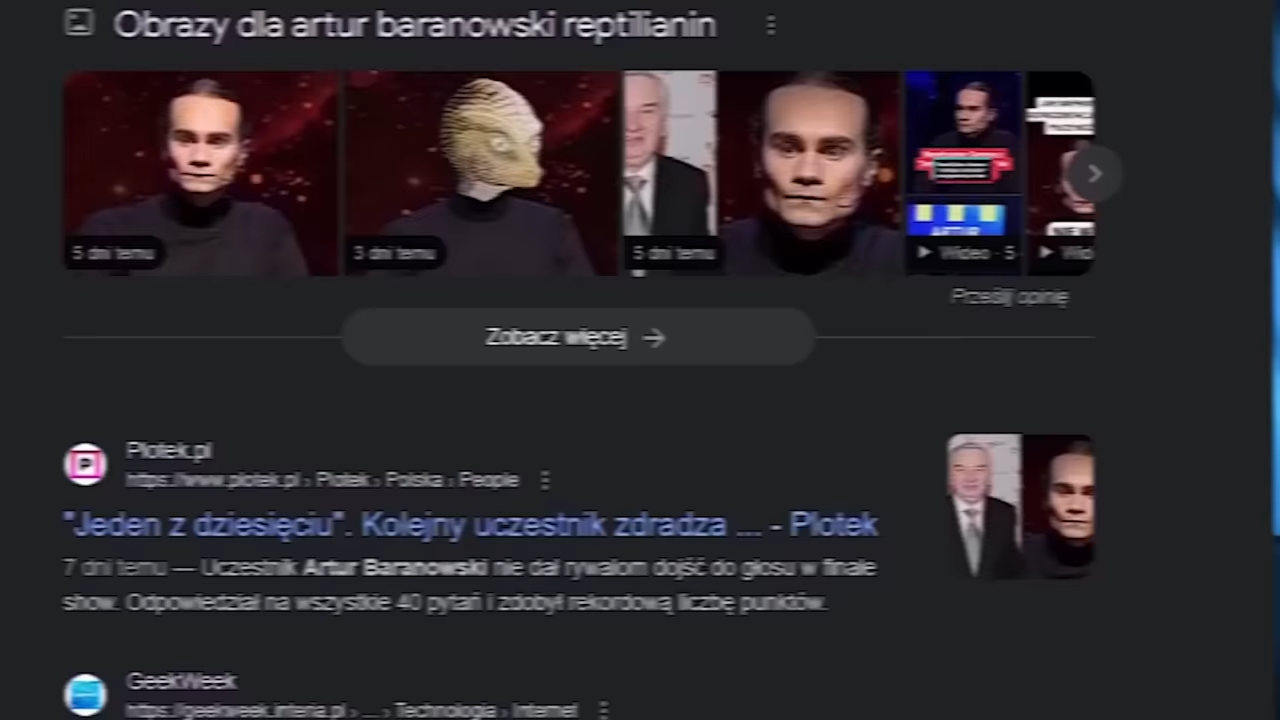 Obrazy dla artur baranowski reptilianin
5 dni temu
3 dni temu
5 dni temu
ARTUR
Wideo · 5
Wid
Prześlij opinię
Zobacz więcej →
Plotek.pl
https://www.plotek.pl › Plotek › Polska › People
"Jeden z dziesięciu". Kolejny uczestnik zdradza ... - Plotek
7 dni temu — Uczestnik Artur Baranowski nie dał rywalom dojść do głosu w finale
show. Odpowiedział na wszystkie 40 pytań i zdobył rekordową liczbę punktów.
GeekWeek
https://geekweek.interia.pl › ... › Technologia › Internet